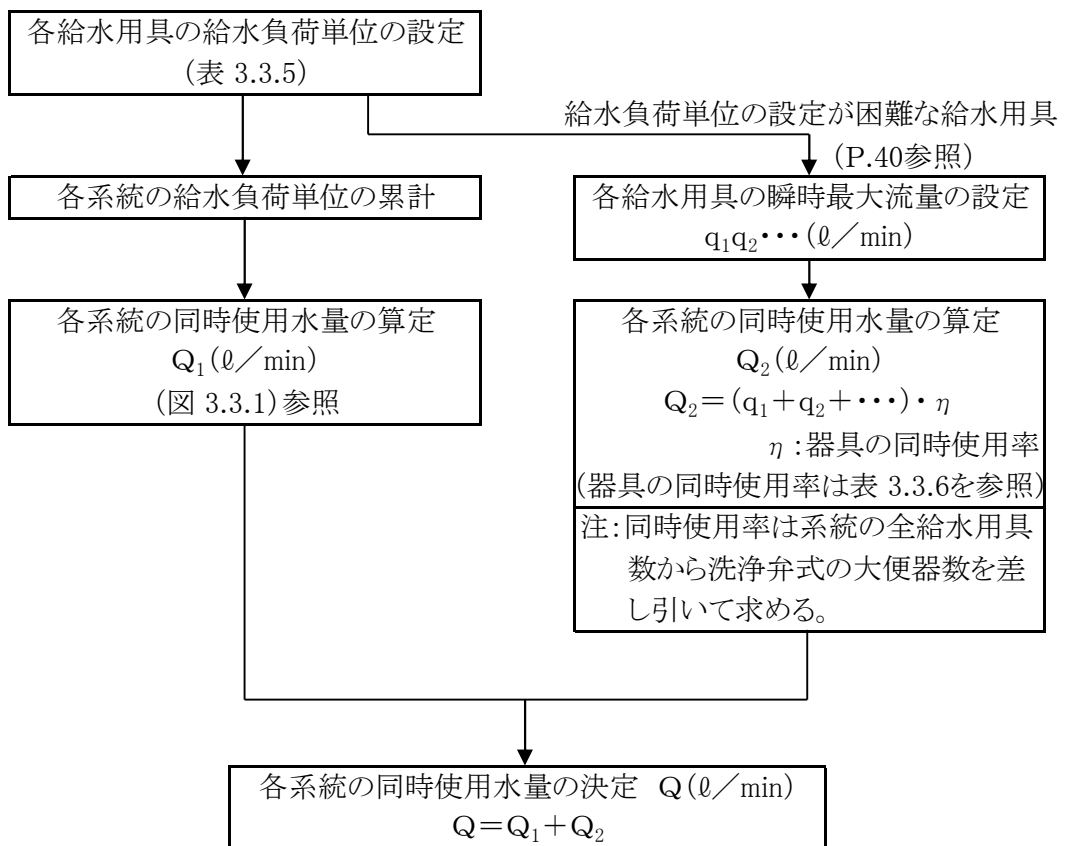 各給水用具の給水負荷単位の設定
(表 3.3.5)
給水負荷単位の設定が困難な給水用具
(P.40参照)
各系統の給水負荷単位の累計
各給水用具の瞬時最大流量の設定
q₁q₂・・・(ℓ／min)
各系統の同時使用水量の算定
Q₁(ℓ／min)
(図 3.3.1)参照
各系統の同時使用水量の算定
Q₂(ℓ／min)
Q₂＝(q₁＋q₂＋・・・)・η
η:器具の同時使用率
(器具の同時使用率は表 3.3.6を参照)
注:同時使用率は系統の全給水用具
数から洗浄弁式の大便器数を差
し引いて求める。
各系統の同時使用水量の決定 Q(ℓ／min)
Q＝Q₁＋Q₂